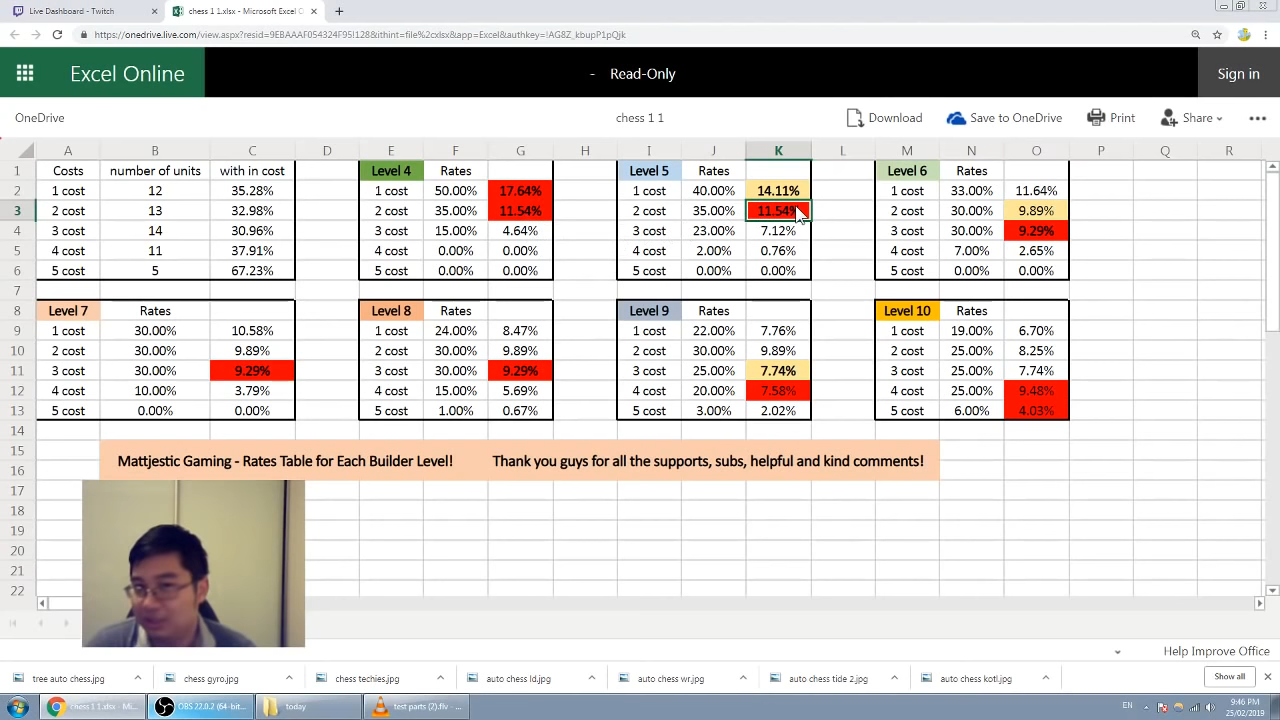 Live Dashboard - Twitch × chess 1 1.xlsx - Microsoft Excel O ×
https://onedrive.live.com/view.aspx?resid=9EBAAAF054324F95!128&ithint=file%2cxlsx&app=Excel&authkey=!AG8Z_kbupP1pQjk
Excel Online - Read-Only Sign in
OneDrive chess 1 1 Download Save to OneDrive Print Share
A B C D E F G H I J K L M N O P Q R
1 Costs number of units with in cost Level 4 Rates Level 5 Rates Level 6 Rates
2 1 cost 12 35.28% 1 cost 50.00% 17.64% 1 cost 40.00% 14.11% 1 cost 33.00% 11.64%
3 2 cost 13 32.98% 2 cost 35.00% 11.54% 2 cost 35.00% 11.54% 2 cost 30.00% 9.89%
4 3 cost 14 30.96% 3 cost 15.00% 4.64% 3 cost 23.00% 7.12% 3 cost 30.00% 9.29%
5 4 cost 11 37.91% 4 cost 0.00% 0.00% 4 cost 2.00% 0.76% 4 cost 7.00% 2.65%
6 5 cost 5 67.23% 5 cost 0.00% 0.00% 5 cost 0.00% 0.00% 5 cost 0.00% 0.00%
7
8 Level 7 Rates Level 8 Rates Level 9 Rates Level 10 Rates
9 1 cost 30.00% 10.58% 1 cost 24.00% 8.47% 1 cost 22.00% 7.76% 1 cost 19.00% 6.70%
10 2 cost 30.00% 9.89% 2 cost 30.00% 9.89% 2 cost 30.00% 9.89% 2 cost 25.00% 8.25%
11 3 cost 30.00% 9.29% 3 cost 30.00% 9.29% 3 cost 25.00% 7.74% 3 cost 25.00% 7.74%
12 4 cost 10.00% 3.79% 4 cost 15.00% 5.69% 4 cost 20.00% 7.58% 4 cost 25.00% 9.48%
13 5 cost 0.00% 0.00% 5 cost 1.00% 0.67% 5 cost 3.00% 2.02% 5 cost 6.00% 4.03%
14
15 Mattjestic Gaming - Rates Table for Each Builder Level! Thank you guys for all the supports, subs, helpful and kind comments!
16
17
18
19
20
21
22
Help Improve Office
tree auto chess.jpg chess gyro.jpg chess techies.jpg auto chess ld.jpg auto chess wr.jpg auto chess tide 2.jpg auto chess kotl.jpg Show all
chess 1 1.xlsx - Mi... OBS 22.0.2 (64-bit... today test parts (2).flv - ... EN 9:46 PM
25/02/2019